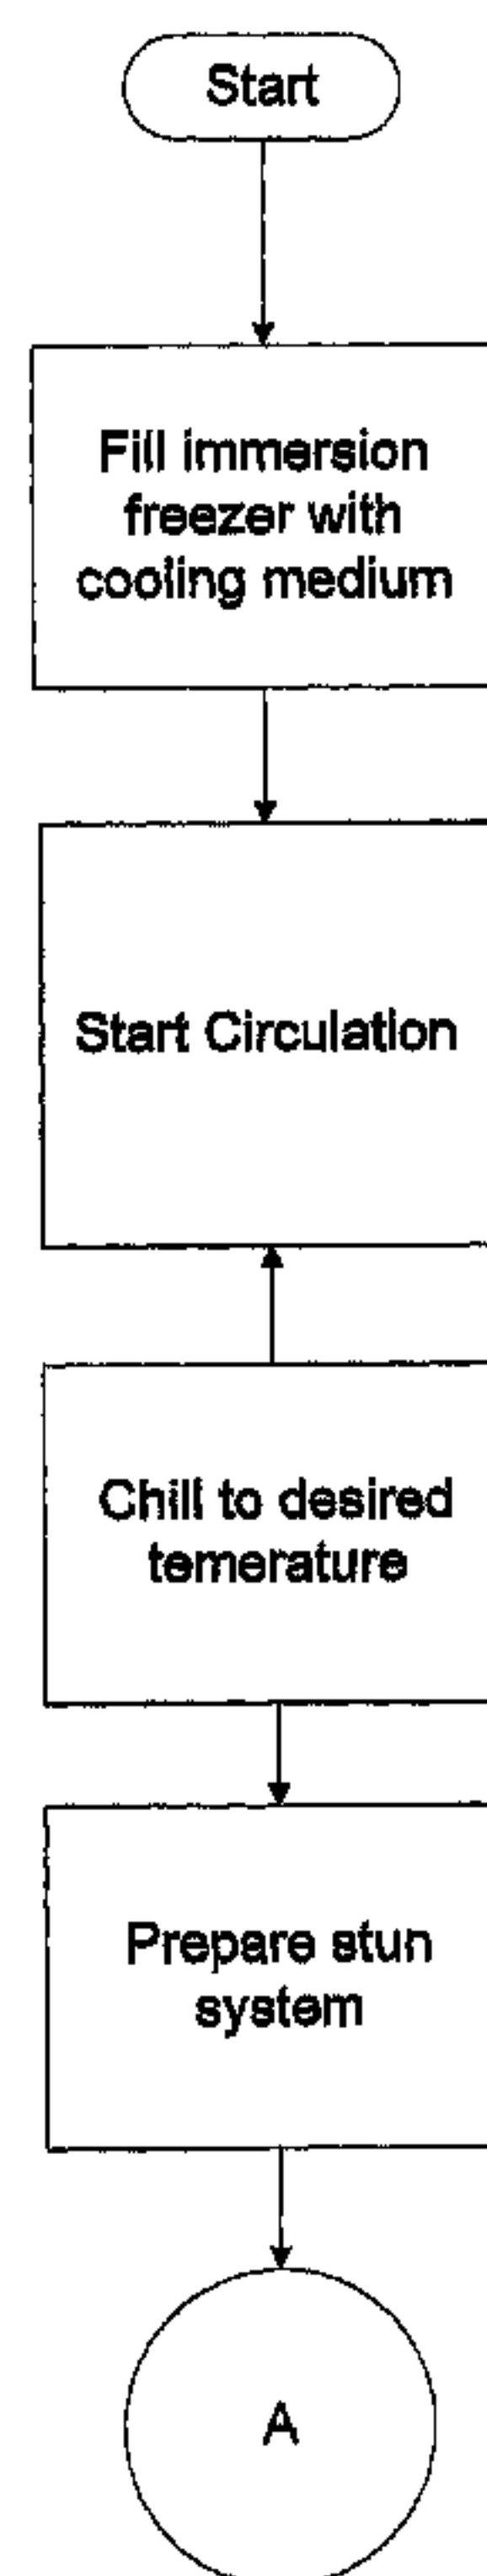 Start
Fill immersion
freezer with
cooling medium
Start Circulation
Chill to desired
temerature
Prepare stun
system
A